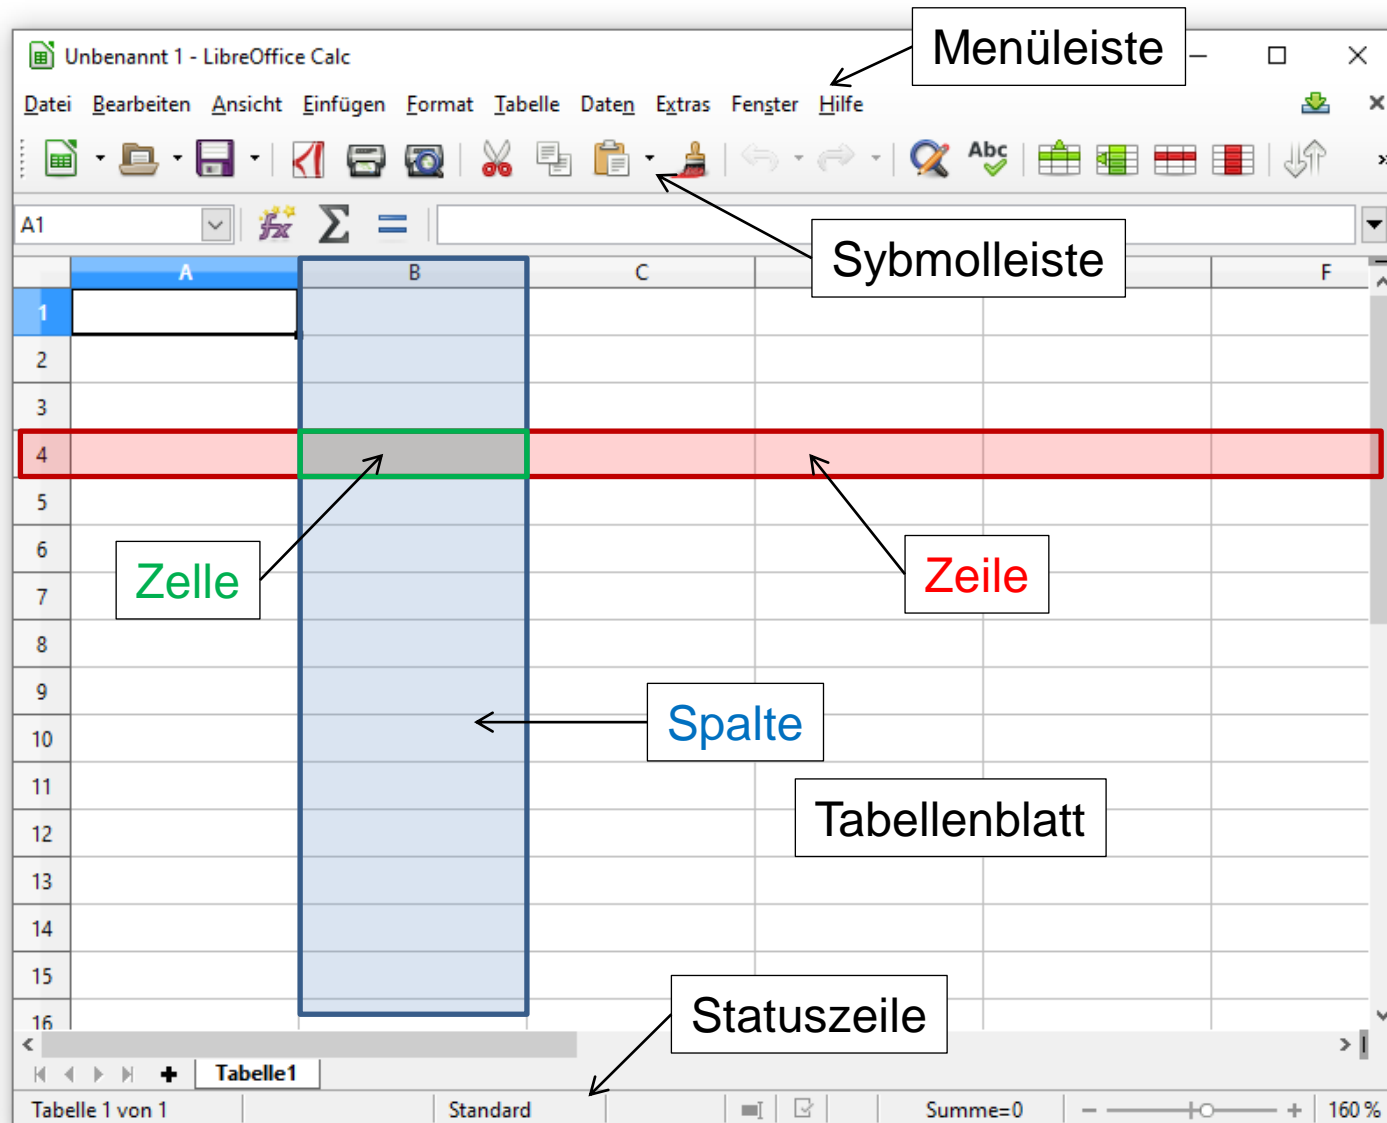 Menüleiste
Unbenannt 1 - LibreOffice Calc
Datei Bearbeiten Ansicht Einfügen Format Tabelle Daten Extras Fenster Hilfe
Abc
A1 fx Σ =
Sybmolleiste
A B C F
1
2
3
4
5
6
Zelle
Zeile
7
8
9
Spalte
10
11
Tabellenblatt
12
13
14
15
Statuszeile
16
Tabelle1
Tabelle 1 von 1 Standard Summe=0 160 %